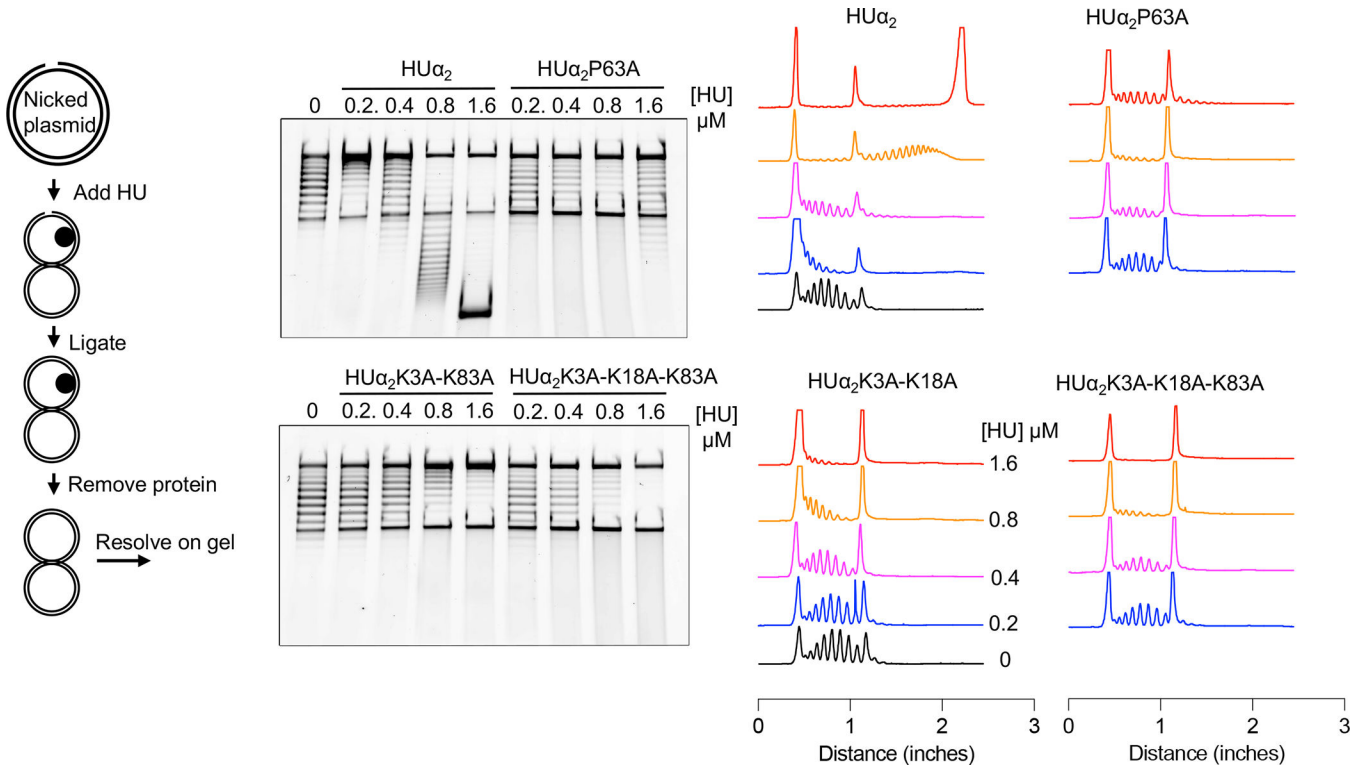 Nicked
plasmid
Add HU
Ligate
Remove protein
Resolve on gel
HUα₂ HUα₂P63A
0 0.2. 0.4 0.8 1.6 0.2. 0.4 0.8 1.6 [HU]
µM
HUα₂K3A-K83A HUα₂K3A-K18A-K83A
0 0.2. 0.4 0.8 1.6 0.2. 0.4 0.8 1.6 [HU]
µM
HUα₂ HUα₂P63A
HUα₂K3A-K18A HUα₂K3A-K18A-K83A
[HU] µM
1.6
0.8
0.4
0.2
0
0 1 2 3 0 1 2 3
Distance (inches) Distance (inches)